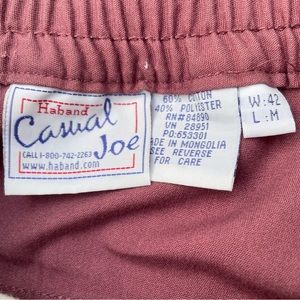 Haband
Casual
Joe
CALL 1-800-742-2263
www.haband.com
60% COTTON
40% POLYESTER
RN#84890
VN 28951
PO:653301
MADE IN MONGOLIA
SEE REVERSE
FOR CARE
W:42
L:M